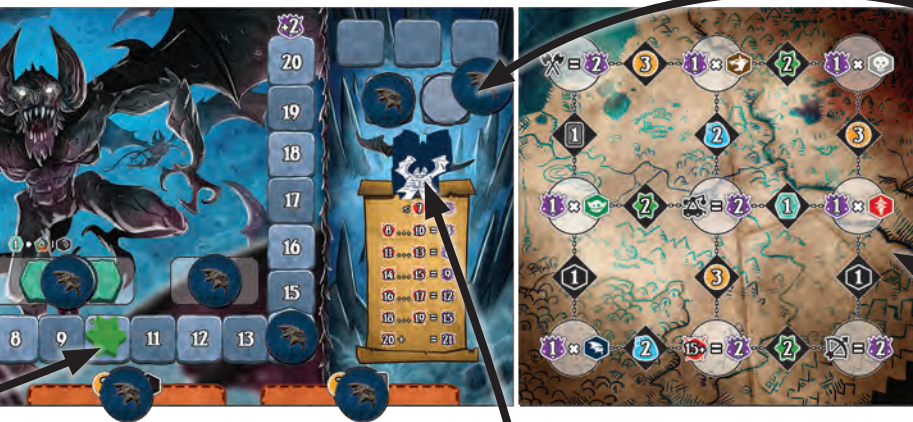 +2
20
19
18
17
16
15
8 9 11 12 13
≤ 7
8 ... 10 =
11 ... 13 =
14 ... 15 = 9
16 ... 17 = 12
18 ... 19 = 15
20 + = 21
= 2 3 1 × 2 1 ×
1 2 3
1 × 2 = 2 1 1 ×
1 3 1
1 × 2 15+ = 2 2 = 2